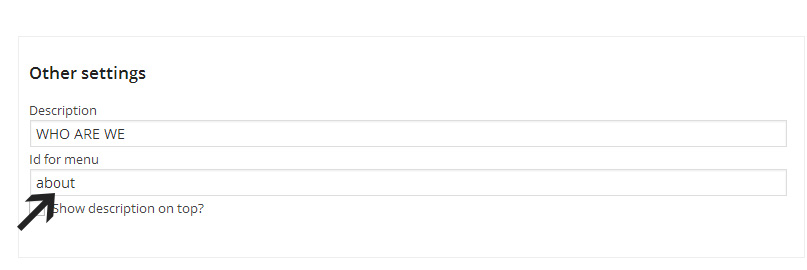 Other settings
Description
WHO ARE WE
Id for menu
about
Show description on top?